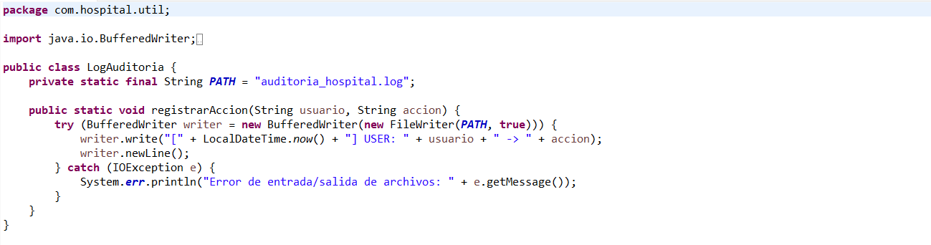 package com.hospital.util;
import java.io.BufferedWriter;
public class LogAuditoria {
    private static final String PATH = "auditoria_hospital.log";
    public static void registrarAccion(String usuario, String accion) {
        try (BufferedWriter writer = new BufferedWriter(new FileWriter(PATH, true))) {
            writer.write("[" + LocalDateTime.now() + "] USER: " + usuario + " -> " + accion);
            writer.newLine();
        } catch (IOException e) {
            System.err.println("Error de entrada/salida de archivos: " + e.getMessage());
        }
    }
}